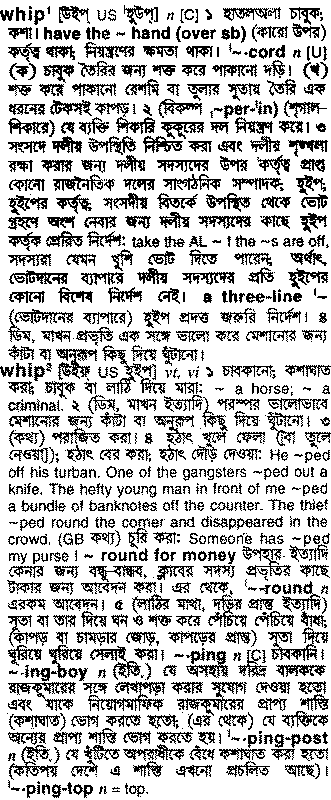 whip¹ [উইপ্ US হুউপ্] n [C] ১ হাতলঅলা চাবুক;
কশা। have the ~ hand (over sb) (কারো উপর)
কর্তৃত্ব থাকা; নিয়ন্ত্রণের ক্ষমতা থাকা। '~-cord n [U]
(ক) চাবুক তৈরির জন্য শক্ত করে পাকানো দড়ি। (খ)
শক্ত করে পাকানো রেশমি বা তুলার সুতায় তৈরি এক
ধরনের টেকসই কাপড়। ২ (বিকল্প ,~per-'in) (শৃগাল-
শিকারে) যে ব্যক্তি শিকারি কুকুরের দল নিয়ন্ত্রণ করে। ৩
সংসদে দলীয় উপস্থিতি নিশ্চিত করা এবং দলীয় শৃঙ্খলা
রক্ষা করার জন্য দলীয় সদস্যদের উপর কর্তৃত্ব প্রাপ্ত
কোনো রাজনৈতিক দলের সাংগঠনিক সম্পাদক; হুইপ;
হুইপের কর্তৃত্ব; সংসদীয় বিতর্কে উপস্থিত থেকে ভোট
গ্রহণে অংশ নেবার জন্য দলীয় সদস্যদের কাছে হুইপ
কর্তৃক প্রেরিত নির্দেশ: take the AL ~ t the ~s are off,
সদস্যরা যেমন খুশি ভোট দিতে পারেন; অর্থাৎ,
ভোটদানের ব্যাপারে দলীয় সদস্যদের প্রতি হুইপের
কোনো বিশেষ নির্দেশ নেই। a three-line '~
(ভোটদানের ব্যাপারে) হুইপ প্রদত্ত জরুরি নির্দেশ। ৪
ডিম, মাখন প্রভৃতি এক সঙ্গে ভালো করে মেশানোর জন্য
কাঁটা বা অনুরূপ কিছু দিয়ে ঘুঁটানো।
whip² [উইফ্ US হুইপ্] vt, vi ১ চাবকানো; কশাঘাত
করা; চাবুক বা লাঠি দিয়ে মারা: ~ a horse; ~ a
criminal. ২ (ডিম, মাখন ইত্যাদি) পরস্পর ভালোভাবে
মেশানোর জন্য কাঁটা বা অনুরূপ কিছু দিয়ে ঘুঁটানো। ৩
(কথ্য) পরাজিত করা। ৪ হঠাৎ খুলে ফেলা [বা তুলে
নেওয়া]; হঠাৎ বের করা; হঠাৎ দৌড় দেওয়া: He ~ped
off his turban. One of the gangsters ~ped out a
knife. The hefty young man in front of me ~ped
a bundle of banknotes off the counter. The thief
~ped round the corner and disappeared in the
crowd. (GB কথ্য) চুরি করা: Someone has ~ped
my purse ! ~ round for money উপহার ইত্যাদি
কেনার জন্য বন্ধু-বান্ধব, ক্লাবের সদস্য প্রভৃতির কাছে
টাকার জন্য আবেদন করা। এর থেকে, '~-round n
এরকম আবেদন। ৫ (লাঠির মাথা, দড়ির প্রান্ত ইত্যাদি)
সুতা বা তার দিয়ে ঘন ও শক্ত করে পেঁচিয়ে পেঁচিয়ে বাঁধা;
(কাপড় বা চামড়ার জোড়, কাপড়ের প্রান্ত) সুতা দিয়ে
ঘুরিয়ে ঘুরিয়ে সেলাই করা। ~ping n [C] চাবকানি।
~-ing-boy n (ইতি.) যে অসহায় দরিদ্র বালককে
রাজকুমারের সঙ্গে লেখাপড়া করার সুযোগ দেওয়া হতো
এবং যাকে নিয়োগমাফিক রাজকুমারের প্রাপ্য শাস্তি
(কশাঘাত) ভোগ করতে হতো; (এর থেকে) যে ব্যক্তিকে
অন্যের প্রাপ্য শাস্তি ভোগ করতে হয়। '~-ping-post
n (ইতি.) যে খুঁটিতে অপরাধীকে বেঁধে কশাঘাত করা হতো
(কতিপয় দেশে এ শাস্তি এখনো প্রচলিত আছে)।
'~-ping-top n = top.